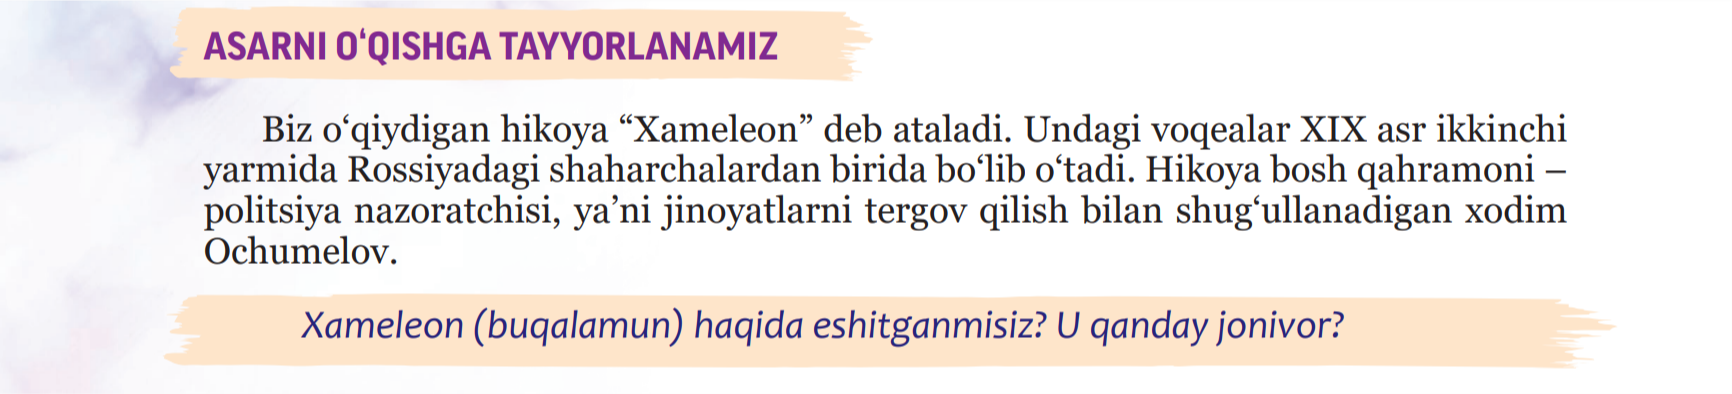 ASARNI O‘QISHGA TAYYORLANAMIZ
Biz o‘qiydigan hikoya “Xameleon” deb ataladi. Undagi voqealar XIX asr ikkinchi
yarmida Rossiyadagi shaharchalardan birida bo‘lib o‘tadi. Hikoya bosh qahramoni –
politsiya nazoratchisi, ya’ni jinoyatlarni tergov qilish bilan shug‘ullanadigan xodim
Ochumelov.
Xameleon (buqalamun) haqida eshitganmisiz? U qanday jonivor?